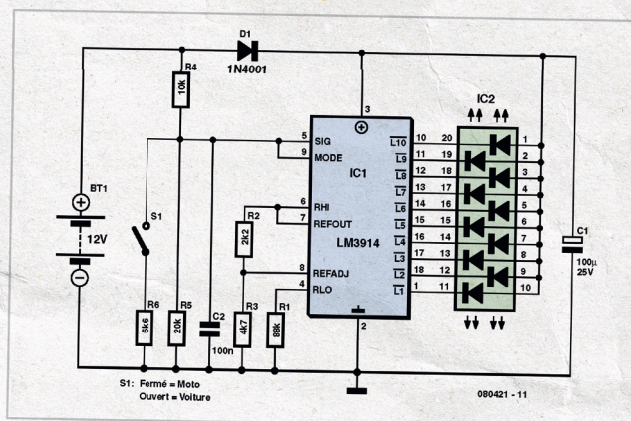 D1
1N4001
R4
10k
3
IC2
5
SIG
9
MODE
IC1
LM3914
6
RHI
7
REFOUT
8
REFADJ
4
RLO
2
L10 10 20 1
L9 11 19 2
L8 12 18 3
L7 13 17 4
L6 14 16 5
L5 15 15 6
L4 16 14 7
L3 17 13 8
L2 18 12 9
L1 1 11 10
BT1
12V
S1
R2
2k2
R6
5k6
R5
20k
C2
100n
R3
4k7
R1
C1
100µ
25V
S1: Fermé = Moto
Ouvert = Voiture
080421 - 11